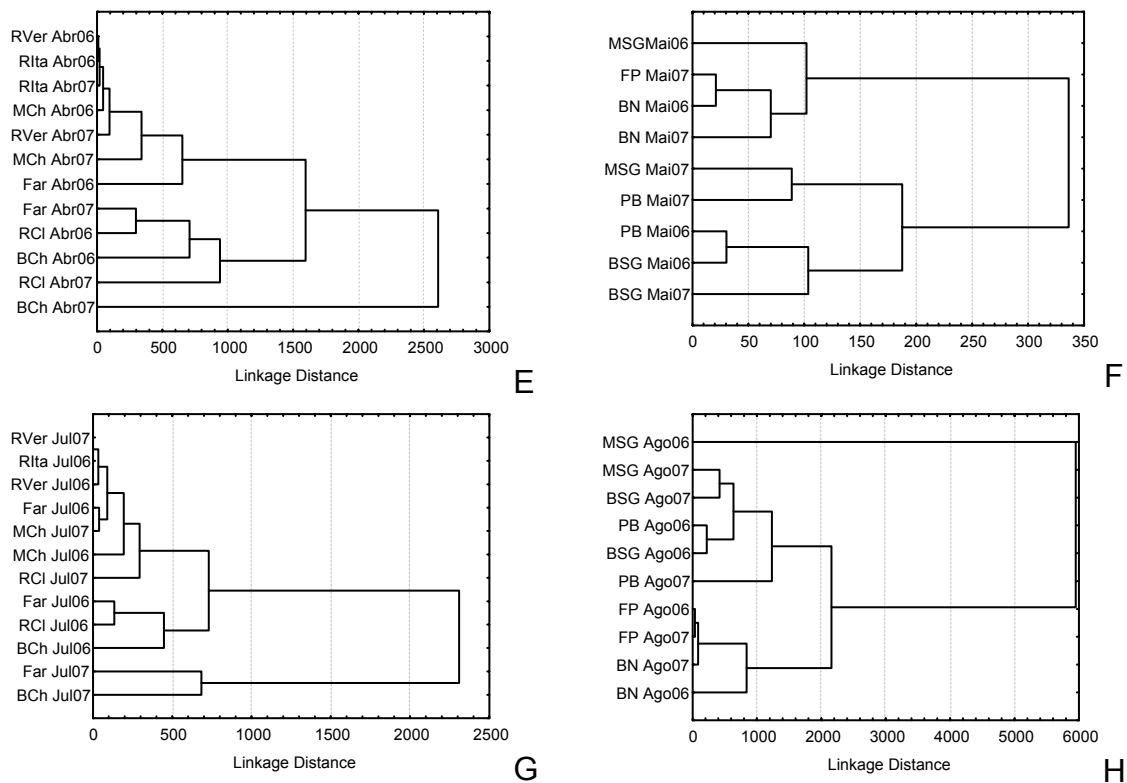 RVer Abr06
RIta Abr06
RIta Abr07
MCh Abr06
RVer Abr07
MCh Abr07
Far Abr06
Far Abr07
RCl Abr06
BCh Abr06
RCl Abr07
BCh Abr07
0 500 1000 1500 2000 2500 3000
Linkage Distance
E
MSGMai06
FP Mai07
BN Mai06
BN Mai07
MSG Mai07
PB Mai07
PB Mai06
BSG Mai06
BSG Mai07
0 50 100 150 200 250 300 350
Linkage Distance
F
RVer Jul07
RIta Jul06
RVer Jul06
Far Jul06
MCh Jul07
MCh Jul06
RCl Jul07
Far Jul06
RCl Jul06
BCh Jul06
Far Jul07
BCh Jul07
0 500 1000 1500 2000 2500
Linkage Distance
G
MSG Ago06
MSG Ago07
BSG Ago07
PB Ago06
BSG Ago06
PB Ago07
FP Ago06
FP Ago07
BN Ago07
BN Ago06
0 1000 2000 3000 4000 5000 6000
Linkage Distance
H